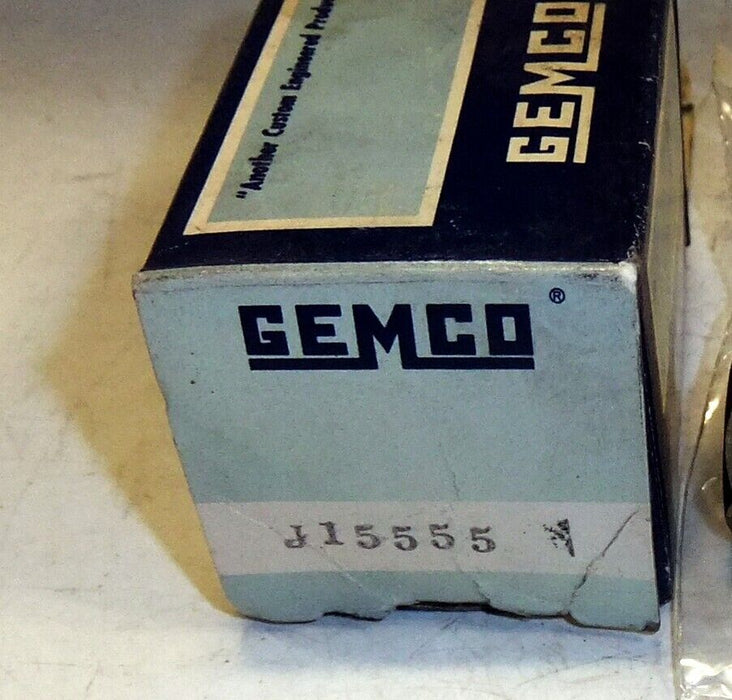 "Another Custom Engineered
GEMCO
GEMCO®
J15555